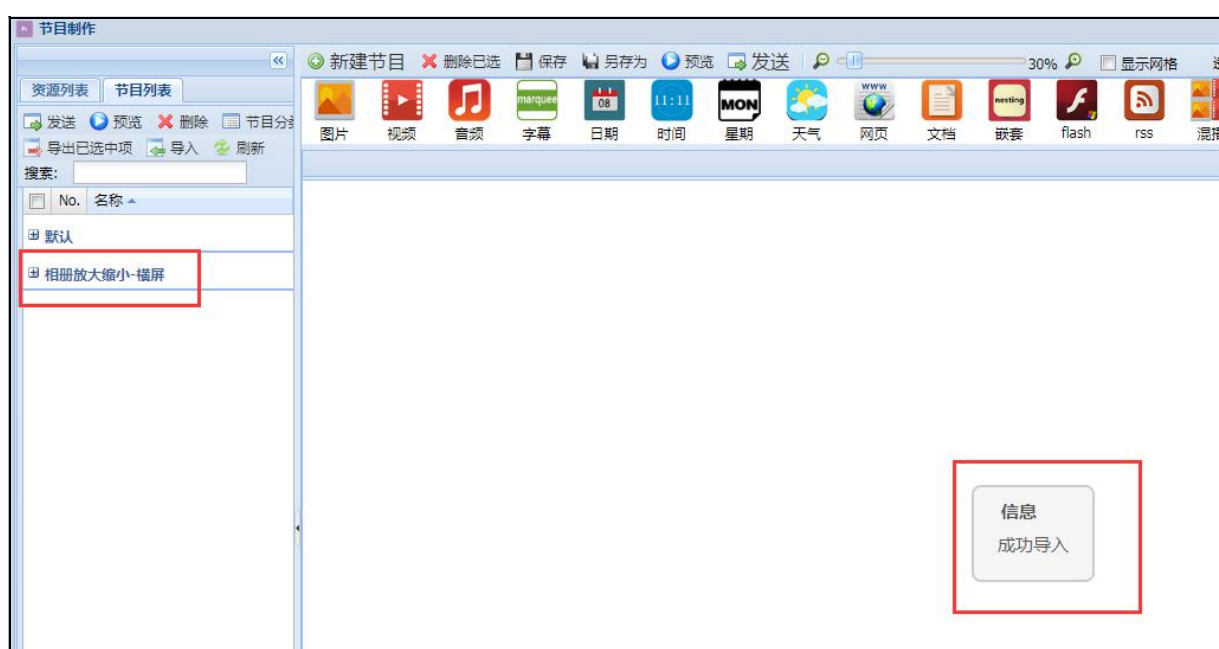 节目制作
新建节目 删除已选 保存 另存为 预览 发送 30% 显示网格
资源列表 节目列表
发送 预览 删除 节目分
导出已选中项 导入 刷新
搜索:
No. 名称
默认
相册放大缩小-横屏
marquee 08 11:11 MON WWW nesting
图片 视频 音频 字幕 日期 时间 星期 天气 网页 文档 嵌套 flash rss 混
信息
成功导入